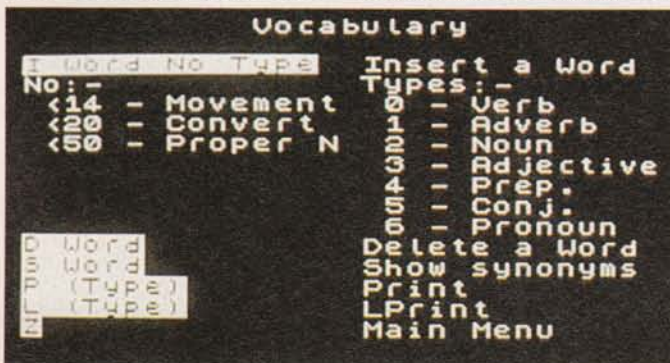 Vocabulary
I Word No Type Insert a Word
No:- Types:-
<14 - Movement 0 - Verb
<20 - Convert 1 - Adverb
<50 - Proper N 2 - Noun
3 - Adjective
4 - Prep.
5 - Conj.
6 - Pronoun
D Word Delete a Word
S Word Show synonyms
P (Type) Print
L (Type) LPrint
Z Main Menu